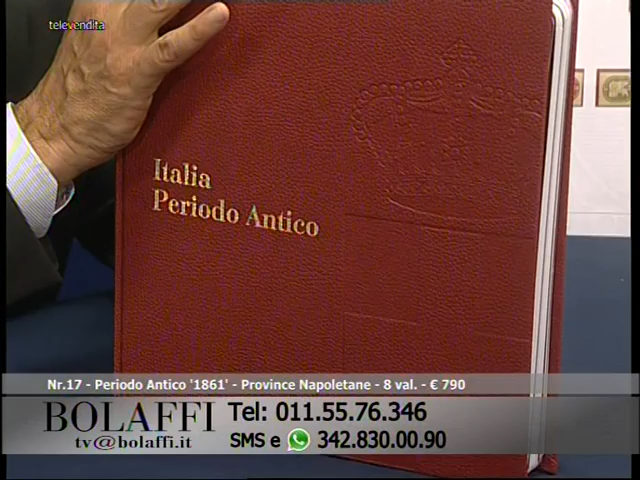 televendita
Italia
Periodo Antico
Nr.17 - Periodo Antico '1861' - Province Napoletane - 8 val. - € 790
BOLAFFI
tv@bolaffi.it
Tel: 011.55.76.346
SMS e 342.830.00.90